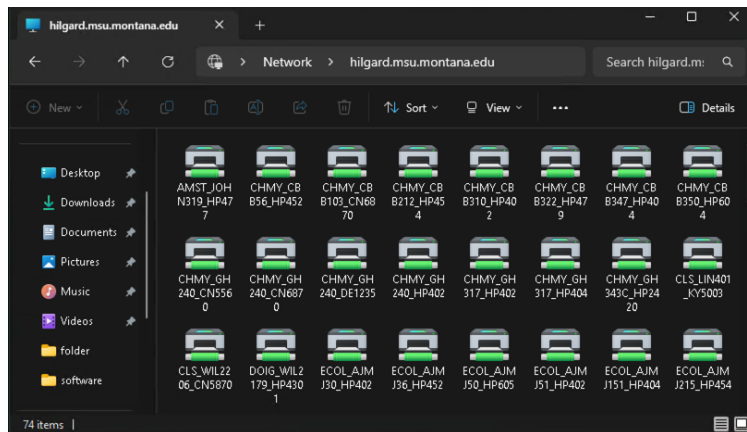 hilgard.msu.montana.edu
Network > hilgard.msu.montana.edu
Search hilgard.m:
New
Sort
View
...
Details
Desktop
Downloads
Documents
Pictures
Music
Videos
folder
software
AMST_JOH
N319_HP47
7
CHMY_CB
B56_HP452
CHMY_CB
B103_CN68
70
CHMY_CB
B212_HP45
4
CHMY_CB
B310_HP40
2
CHMY_CB
B322_HP47
9
CHMY_CB
B347_HP40
4
CHMY_CB
B350_HP60
4
CHMY_GH
240_CN556
0
CHMY_GH
240_CN687
0
CHMY_GH
240_DE1235
CHMY_GH
240_HP402
CHMY_GH
317_HP402
CHMY_GH
317_HP404
CHMY_GH
343C_HP24
20
CLS_LIN401
_KY5003
CLS_WIL22
06_CN5870
DOIG_WIL2
179_HP430
1
ECOL_AJM
J30_HP402
ECOL_AJM
J36_HP452
ECOL_AJM
J50_HP605
ECOL_AJM
J51_HP402
ECOL_AJM
J151_HP404
ECOL_AJM
J215_HP454
74 items